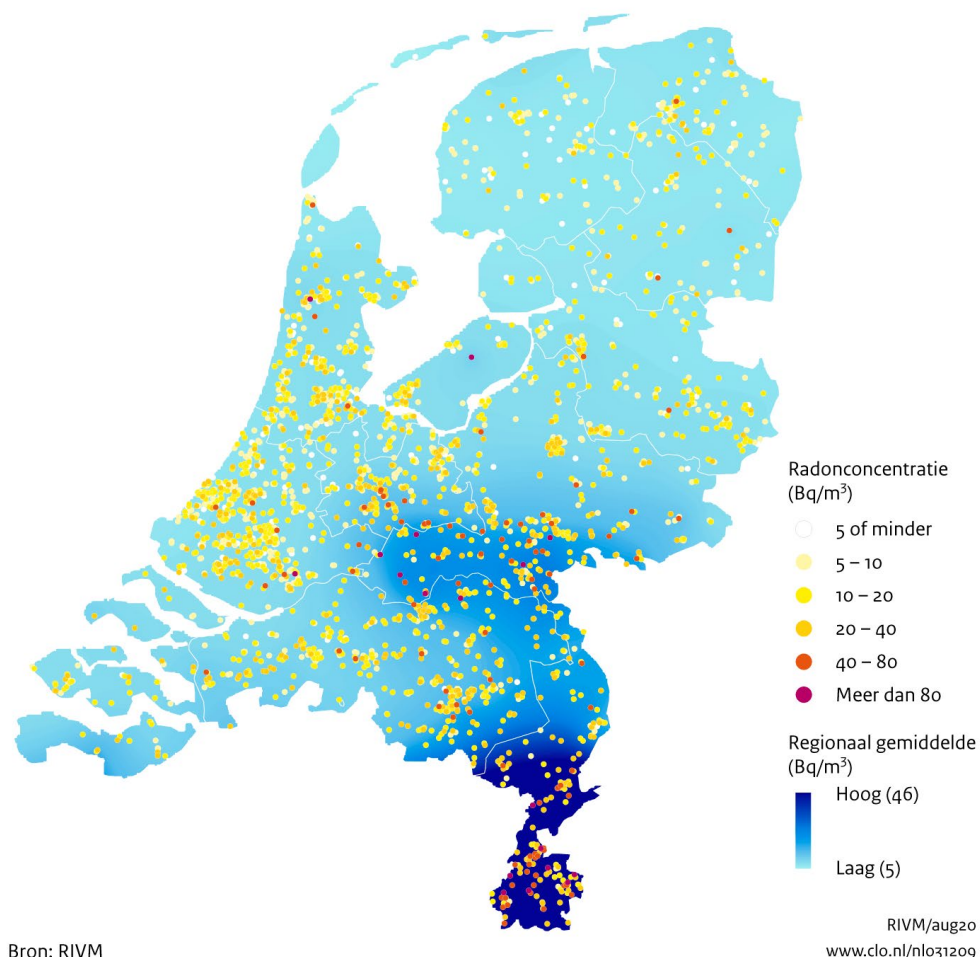 Radonconcentratie
(Bq/m³)
5 of minder
5 – 10
10 – 20
20 – 40
40 – 80
Meer dan 80
Regionaal gemiddelde
(Bq/m³)
Hoog (46)
Laag (5)
RIVM/aug20
Bron: RIVM
www.clo.nl/nl031209